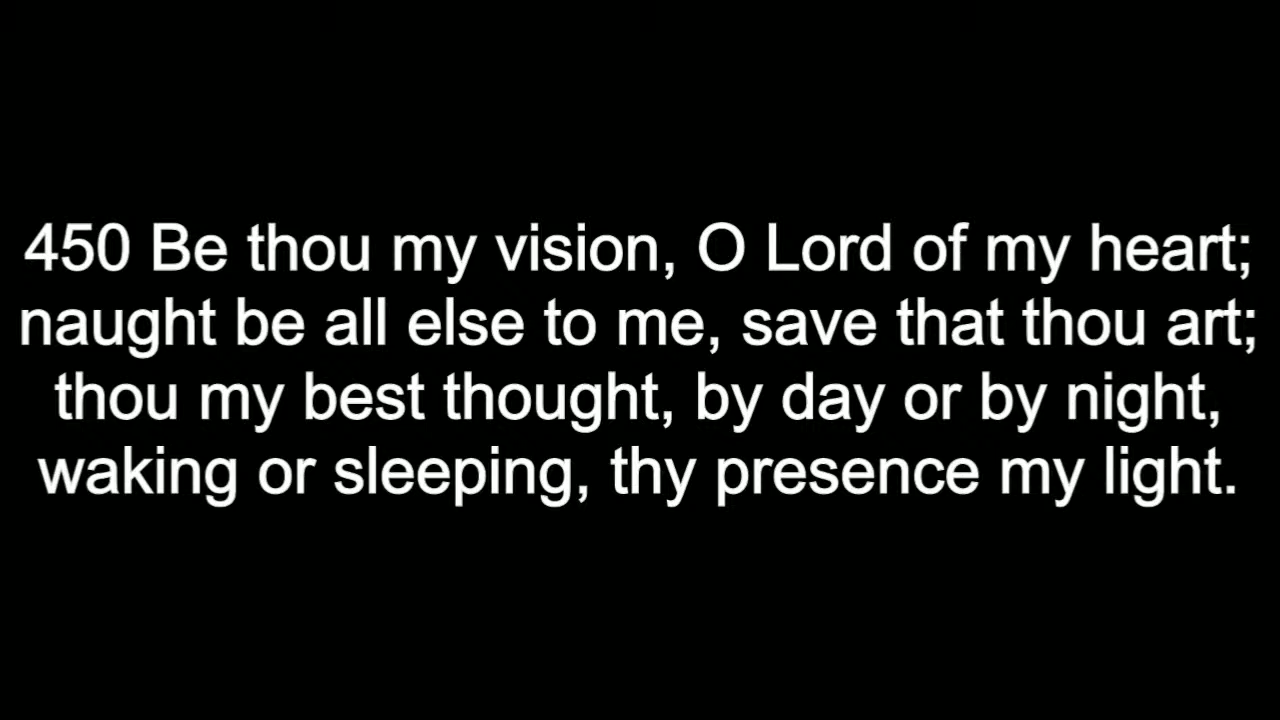 450 Be thou my vision, O Lord of my heart;
naught be all else to me, save that thou art;
thou my best thought, by day or by night,
waking or sleeping, thy presence my light.